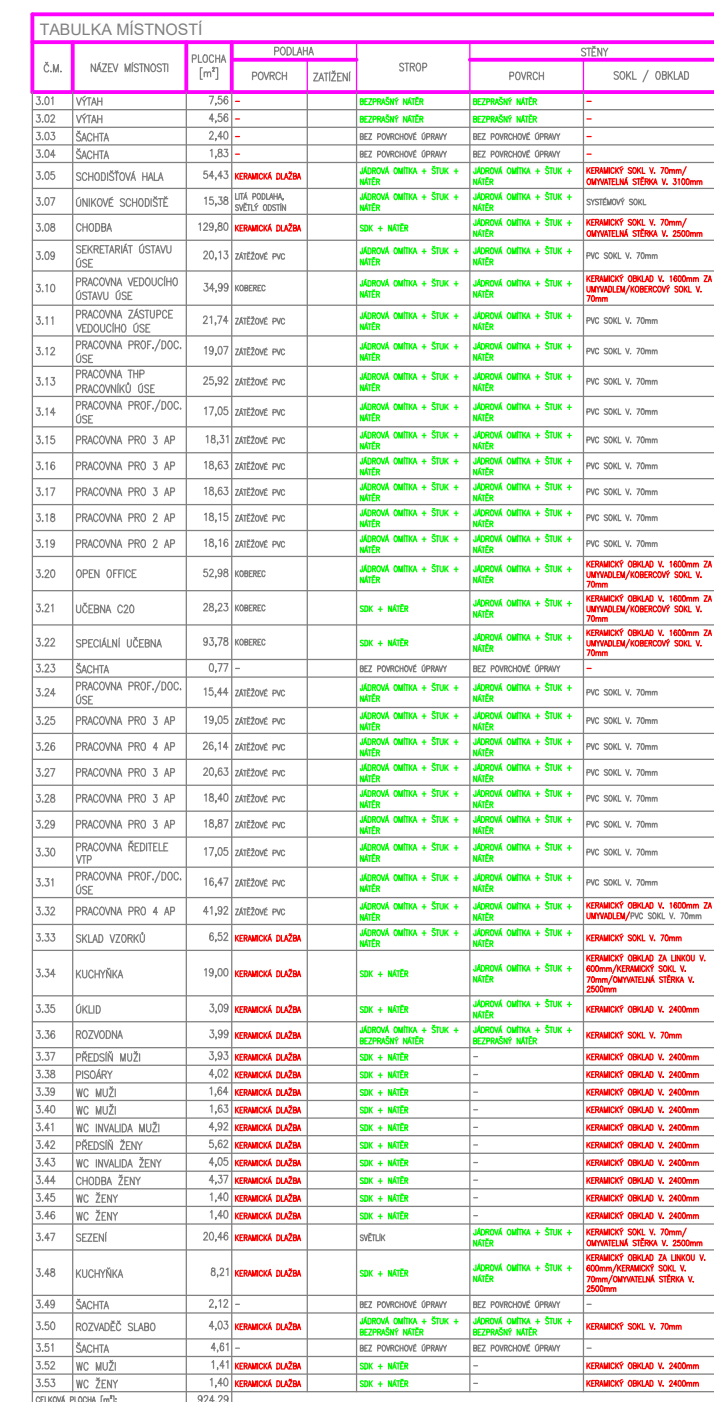 TABULKA MÍSTNOSTÍ
Č.M. NÁZEV MÍSTNOSTI PLOCHA [m²] PODLAHA STROP STĚNY
POVRCH ZATÍŽENÍ POVRCH SOKL / OBKLAD
3.01 VÝTAH 7,56 – BEZPRAŠNÝ NÁTĚR BEZPRAŠNÝ NÁTĚR –
3.02 VÝTAH 4,56 – BEZPRAŠNÝ NÁTĚR BEZPRAŠNÝ NÁTĚR –
3.03 ŠACHTA 2,40 – BEZ POVRCHOVÉ ÚPRAVY BEZ POVRCHOVÉ ÚPRAVY –
3.04 ŠACHTA 1,83 – BEZ POVRCHOVÉ ÚPRAVY BEZ POVRCHOVÉ ÚPRAVY –
3.05 SCHODIŠŤOVÁ HALA 54,43 KERAMICKÁ DLAŽBA JÁDROVÁ OMÍTKA + ŠTUK + NÁTĚR JÁDROVÁ OMÍTKA + ŠTUK + NÁTĚR KERAMICKÝ SOKL V. 70mm/ OMYVATELNÁ STĚRKA V. 3100mm
3.07 ÚNIKOVÉ SCHODIŠTĚ 15,38 LITÁ PODLAHA, SVĚTLÝ ODSTÍN JÁDROVÁ OMÍTKA + ŠTUK + NÁTĚR JÁDROVÁ OMÍTKA + ŠTUK + NÁTĚR SYSTÉMOVÝ SOKL
3.08 CHODBA 129,80 KERAMICKÁ DLAŽBA SDK + NÁTĚR JÁDROVÁ OMÍTKA + ŠTUK + NÁTĚR KERAMICKÝ SOKL V. 70mm/ OMYVATELNÁ STĚRKA V. 2500mm
3.09 SEKRETARIÁT ÚSTAVU ÚSE 20,13 ZÁTĚŽOVÉ PVC JÁDROVÁ OMÍTKA + ŠTUK + NÁTĚR JÁDROVÁ OMÍTKA + ŠTUK + NÁTĚR PVC SOKL V. 70mm
3.10 PRACOVNA VEDOUCÍHO ÚSTAVU ÚSE 34,99 KOBEREC JÁDROVÁ OMÍTKA + ŠTUK + NÁTĚR JÁDROVÁ OMÍTKA + ŠTUK + NÁTĚR KERAMICKÝ OBKLAD V. 1600mm ZA UMYVADLEM/KOBERCOVÝ SOKL V. 70mm
3.11 PRACOVNA ZÁSTUPCE VEDOUCÍHO ÚSE 21,74 ZÁTĚŽOVÉ PVC JÁDROVÁ OMÍTKA + ŠTUK + NÁTĚR JÁDROVÁ OMÍTKA + ŠTUK + NÁTĚR PVC SOKL V. 70mm
3.12 PRACOVNA PROF./DOC. ÚSE 19,07 ZÁTĚŽOVÉ PVC JÁDROVÁ OMÍTKA + ŠTUK + NÁTĚR JÁDROVÁ OMÍTKA + ŠTUK + NÁTĚR PVC SOKL V. 70mm
3.13 PRACOVNA THP PRACOVNÍKŮ ÚSE 25,92 ZÁTĚŽOVÉ PVC JÁDROVÁ OMÍTKA + ŠTUK + NÁTĚR JÁDROVÁ OMÍTKA + ŠTUK + NÁTĚR PVC SOKL V. 70mm
3.14 PRACOVNA PROF./DOC. ÚSE 17,05 ZÁTĚŽOVÉ PVC JÁDROVÁ OMÍTKA + ŠTUK + NÁTĚR JÁDROVÁ OMÍTKA + ŠTUK + NÁTĚR PVC SOKL V. 70mm
3.15 PRACOVNA PRO 3 AP 18,31 ZÁTĚŽOVÉ PVC JÁDROVÁ OMÍTKA + ŠTUK + NÁTĚR JÁDROVÁ OMÍTKA + ŠTUK + NÁTĚR PVC SOKL V. 70mm
3.16 PRACOVNA PRO 3 AP 18,63 ZÁTĚŽOVÉ PVC JÁDROVÁ OMÍTKA + ŠTUK + NÁTĚR JÁDROVÁ OMÍTKA + ŠTUK + NÁTĚR PVC SOKL V. 70mm
3.17 PRACOVNA PRO 3 AP 18,63 ZÁTĚŽOVÉ PVC JÁDROVÁ OMÍTKA + ŠTUK + NÁTĚR JÁDROVÁ OMÍTKA + ŠTUK + NÁTĚR PVC SOKL V. 70mm
3.18 PRACOVNA PRO 2 AP 18,15 ZÁTĚŽOVÉ PVC JÁDROVÁ OMÍTKA + ŠTUK + NÁTĚR JÁDROVÁ OMÍTKA + ŠTUK + NÁTĚR PVC SOKL V. 70mm
3.19 PRACOVNA PRO 2 AP 18,16 ZÁTĚŽOVÉ PVC JÁDROVÁ OMÍTKA + ŠTUK + NÁTĚR JÁDROVÁ OMÍTKA + ŠTUK + NÁTĚR PVC SOKL V. 70mm
3.20 OPEN OFFICE 52,98 KOBEREC JÁDROVÁ OMÍTKA + ŠTUK + NÁTĚR JÁDROVÁ OMÍTKA + ŠTUK + NÁTĚR KERAMICKÝ OBKLAD V. 1600mm ZA UMYVADLEM/KOBERCOVÝ SOKL V. 70mm
3.21 UČEBNA C20 28,23 KOBEREC SDK + NÁTĚR JÁDROVÁ OMÍTKA + ŠTUK + NÁTĚR KERAMICKÝ OBKLAD V. 1600mm ZA UMYVADLEM/KOBERCOVÝ SOKL V. 70mm
3.22 SPECIÁLNÍ UČEBNA 93,78 KOBEREC SDK + NÁTĚR JÁDROVÁ OMÍTKA + ŠTUK + NÁTĚR KERAMICKÝ OBKLAD V. 1600mm ZA UMYVADLEM/KOBERCOVÝ SOKL V. 70mm
3.23 ŠACHTA 0,77 – BEZ POVRCHOVÉ ÚPRAVY BEZ POVRCHOVÉ ÚPRAVY –
3.24 PRACOVNA PROF./DOC. ÚSE 15,44 ZÁTĚŽOVÉ PVC JÁDROVÁ OMÍTKA + ŠTUK + NÁTĚR JÁDROVÁ OMÍTKA + ŠTUK + NÁTĚR PVC SOKL V. 70mm
3.25 PRACOVNA PRO 3 AP 19,05 ZÁTĚŽOVÉ PVC JÁDROVÁ OMÍTKA + ŠTUK + NÁTĚR JÁDROVÁ OMÍTKA + ŠTUK + NÁTĚR PVC SOKL V. 70mm
3.26 PRACOVNA PRO 4 AP 26,14 ZÁTĚŽOVÉ PVC JÁDROVÁ OMÍTKA + ŠTUK + NÁTĚR JÁDROVÁ OMÍTKA + ŠTUK + NÁTĚR PVC SOKL V. 70mm
3.27 PRACOVNA PRO 3 AP 20,63 ZÁTĚŽOVÉ PVC JÁDROVÁ OMÍTKA + ŠTUK + NÁTĚR JÁDROVÁ OMÍTKA + ŠTUK + NÁTĚR PVC SOKL V. 70mm
3.28 PRACOVNA PRO 3 AP 18,40 ZÁTĚŽOVÉ PVC JÁDROVÁ OMÍTKA + ŠTUK + NÁTĚR JÁDROVÁ OMÍTKA + ŠTUK + NÁTĚR PVC SOKL V. 70mm
3.29 PRACOVNA PRO 3 AP 18,87 ZÁTĚŽOVÉ PVC JÁDROVÁ OMÍTKA + ŠTUK + NÁTĚR JÁDROVÁ OMÍTKA + ŠTUK + NÁTĚR PVC SOKL V. 70mm
3.30 PRACOVNA ŘEDITELE VTP 17,05 ZÁTĚŽOVÉ PVC JÁDROVÁ OMÍTKA + ŠTUK + NÁTĚR JÁDROVÁ OMÍTKA + ŠTUK + NÁTĚR PVC SOKL V. 70mm
3.31 PRACOVNA PROF./DOC. ÚSE 16,47 ZÁTĚŽOVÉ PVC JÁDROVÁ OMÍTKA + ŠTUK + NÁTĚR JÁDROVÁ OMÍTKA + ŠTUK + NÁTĚR PVC SOKL V. 70mm
3.32 PRACOVNA PRO 4 AP 41,92 ZÁTĚŽOVÉ PVC JÁDROVÁ OMÍTKA + ŠTUK + NÁTĚR JÁDROVÁ OMÍTKA + ŠTUK + NÁTĚR KERAMICKÝ OBKLAD V. 1600mm ZA UMYVADLEM/PVC SOKL V. 70mm
3.33 SKLAD VZORKŮ 6,52 KERAMICKÁ DLAŽBA JÁDROVÁ OMÍTKA + ŠTUK + NÁTĚR JÁDROVÁ OMÍTKA + ŠTUK + NÁTĚR KERAMICKÝ SOKL V. 70mm
3.34 KUCHYŇKA 19,00 KERAMICKÁ DLAŽBA SDK + NÁTĚR JÁDROVÁ OMÍTKA + ŠTUK + NÁTĚR KERAMICKÝ OBKLAD ZA LINKOU V. 600mm/KERAMICKÝ SOKL V. 70mm/OMYVATELNÁ STĚRKA V. 2500mm
3.35 ÚKLID 3,09 KERAMICKÁ DLAŽBA SDK + NÁTĚR JÁDROVÁ OMÍTKA + ŠTUK + NÁTĚR KERAMICKÝ OBKLAD V. 2400mm
3.36 ROZVODNA 3,99 KERAMICKÁ DLAŽBA JÁDROVÁ OMÍTKA + ŠTUK + BEZPRAŠNÝ NÁTĚR JÁDROVÁ OMÍTKA + ŠTUK + BEZPRAŠNÝ NÁTĚR KERAMICKÝ SOKL V. 70mm
3.37 PŘEDSÍŇ MUŽI 3,93 KERAMICKÁ DLAŽBA SDK + NÁTĚR – KERAMICKÝ OBKLAD V. 2400mm
3.38 PISOÁRY 4,02 KERAMICKÁ DLAŽBA SDK + NÁTĚR – KERAMICKÝ OBKLAD V. 2400mm
3.39 WC MUŽI 1,64 KERAMICKÁ DLAŽBA SDK + NÁTĚR – KERAMICKÝ OBKLAD V. 2400mm
3.40 WC MUŽI 1,63 KERAMICKÁ DLAŽBA SDK + NÁTĚR – KERAMICKÝ OBKLAD V. 2400mm
3.41 WC INVALIDA MUŽI 4,92 KERAMICKÁ DLAŽBA SDK + NÁTĚR – KERAMICKÝ OBKLAD V. 2400mm
3.42 PŘEDSÍŇ ŽENY 5,62 KERAMICKÁ DLAŽBA SDK + NÁTĚR – KERAMICKÝ OBKLAD V. 2400mm
3.43 WC INVALIDA ŽENY 4,05 KERAMICKÁ DLAŽBA SDK + NÁTĚR – KERAMICKÝ OBKLAD V. 2400mm
3.44 CHODBA ŽENY 4,37 KERAMICKÁ DLAŽBA SDK + NÁTĚR – KERAMICKÝ OBKLAD V. 2400mm
3.45 WC ŽENY 1,40 KERAMICKÁ DLAŽBA SDK + NÁTĚR – KERAMICKÝ OBKLAD V. 2400mm
3.46 WC ŽENY 1,40 KERAMICKÁ DLAŽBA SDK + NÁTĚR – KERAMICKÝ OBKLAD V. 2400mm
3.47 SEZENÍ 20,46 KERAMICKÁ DLAŽBA SVĚTLÍK JÁDROVÁ OMÍTKA + ŠTUK + NÁTĚR KERAMICKÝ SOKL V. 70mm/ OMYVATELNÁ STĚRKA V. 2500mm
3.48 KUCHYŇKA 8,21 KERAMICKÁ DLAŽBA SDK + NÁTĚR JÁDROVÁ OMÍTKA + ŠTUK + NÁTĚR KERAMICKÝ OBKLAD ZA LINKOU V. 600mm/KERAMICKÝ SOKL V. 70mm/OMYVATELNÁ STĚRKA V. 2500mm
3.49 ŠACHTA 2,12 – BEZ POVRCHOVÉ ÚPRAVY BEZ POVRCHOVÉ ÚPRAVY –
3.50 ROZVADĚČ SLABO 4,03 KERAMICKÁ DLAŽBA JÁDROVÁ OMÍTKA + ŠTUK + BEZPRAŠNÝ NÁTĚR JÁDROVÁ OMÍTKA + ŠTUK + BEZPRAŠNÝ NÁTĚR KERAMICKÝ SOKL V. 70mm
3.51 ŠACHTA 4,61 – BEZ POVRCHOVÉ ÚPRAVY BEZ POVRCHOVÉ ÚPRAVY –
3.52 WC MUŽI 1,41 KERAMICKÁ DLAŽBA SDK + NÁTĚR – KERAMICKÝ OBKLAD V. 2400mm
3.53 WC ŽENY 1,40 KERAMICKÁ DLAŽBA SDK + NÁTĚR – KERAMICKÝ OBKLAD V. 2400mm
CELKOVÁ PLOCHA [m²]: 924,29